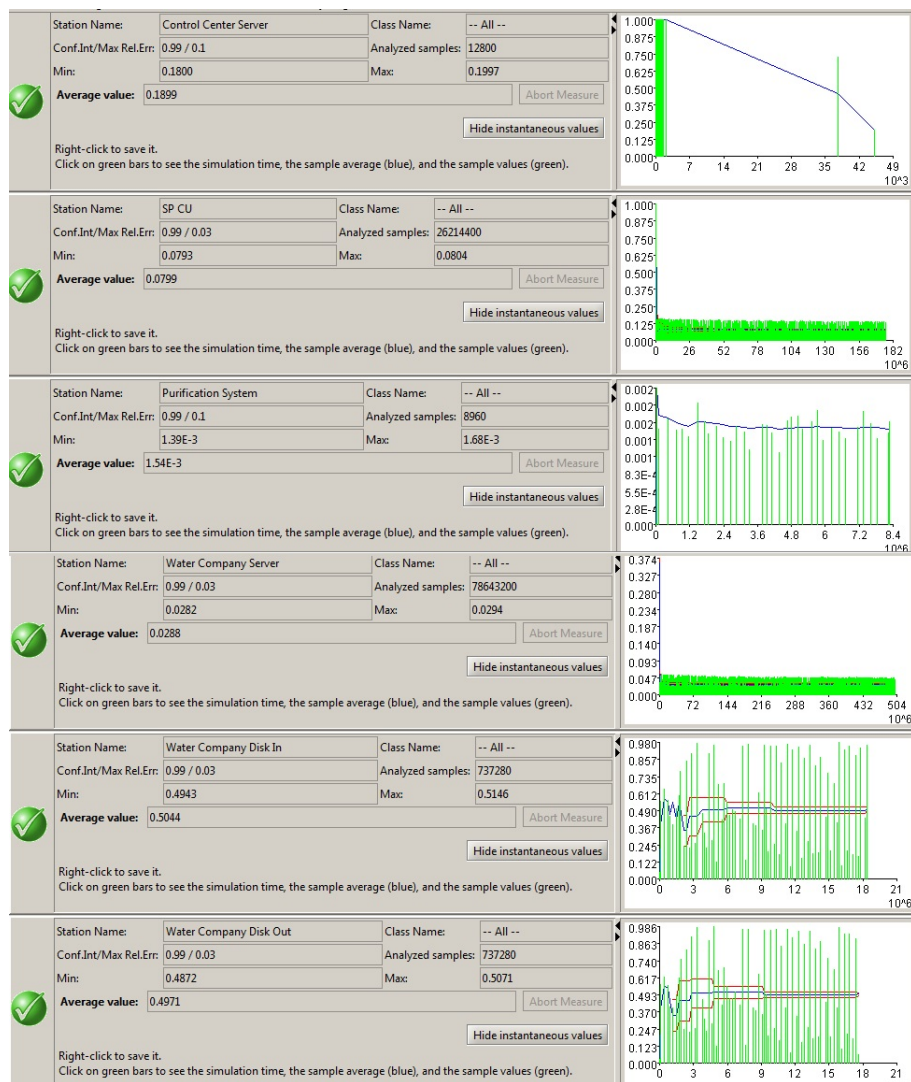 Station Name: Control Center Server Class Name: -- All --
Conf.Int/Max Rel.Err: 0.99 / 0.1 Analyzed samples: 12800
Min: 0.1800 Max: 0.1997
Average value: 0.1899 Abort Measure
Hide instantaneous values
Right-click to save it.
Click on green bars to see the simulation time, the sample average (blue), and the sample values (green).
1.000
0.875
0.750
0.625
0.500
0.375
0.250
0.125
0.000
0 7 14 21 28 35 42 49
10^3
Station Name: SP CU Class Name: -- All --
Conf.Int/Max Rel.Err: 0.99 / 0.03 Analyzed samples: 26214400
Min: 0.0793 Max: 0.0804
Average value: 0.0799 Abort Measure
Hide instantaneous values
Right-click to save it.
Click on green bars to see the simulation time, the sample average (blue), and the sample values (green).
1.000
0.875
0.750
0.625
0.500
0.375
0.250
0.125
0.000
0 26 52 78 104 130 156 182
10^6
Station Name: Purification System Class Name: -- All --
Conf.Int/Max Rel.Err: 0.99 / 0.1 Analyzed samples: 8960
Min: 1.39E-3 Max: 1.68E-3
Average value: 1.54E-3 Abort Measure
Hide instantaneous values
Right-click to save it.
Click on green bars to see the simulation time, the sample average (blue), and the sample values (green).
0.002
0.002
0.002
0.001
0.001
8.3E-4
5.5E-4
2.8E-4
0.000
0 1.2 2.4 3.6 4.8 6 7.2 8.4
10^6
Station Name: Water Company Server Class Name: -- All --
Conf.Int/Max Rel.Err: 0.99 / 0.03 Analyzed samples: 78643200
Min: 0.0282 Max: 0.0294
Average value: 0.0288 Abort Measure
Hide instantaneous values
Right-click to save it.
Click on green bars to see the simulation time, the sample average (blue), and the sample values (green).
0.374
0.327
0.280
0.234
0.187
0.140
0.093
0.047
0.000
0 72 144 216 288 360 432 504
10^6
Station Name: Water Company Disk In Class Name: -- All --
Conf.Int/Max Rel.Err: 0.99 / 0.03 Analyzed samples: 737280
Min: 0.4943 Max: 0.5146
Average value: 0.5044 Abort Measure
Hide instantaneous values
Right-click to save it.
Click on green bars to see the simulation time, the sample average (blue), and the sample values (green).
0.980
0.857
0.735
0.612
0.490
0.367
0.245
0.122
0.000
0 3 6 9 12 15 18 21
10^6
Station Name: Water Company Disk Out Class Name: -- All --
Conf.Int/Max Rel.Err: 0.99 / 0.03 Analyzed samples: 737280
Min: 0.4872 Max: 0.5071
Average value: 0.4971 Abort Measure
Hide instantaneous values
Right-click to save it.
Click on green bars to see the simulation time, the sample average (blue), and the sample values (green).
0.986
0.863
0.740
0.617
0.493
0.370
0.247
0.123
0.000
0 3 6 9 12 15 18 21